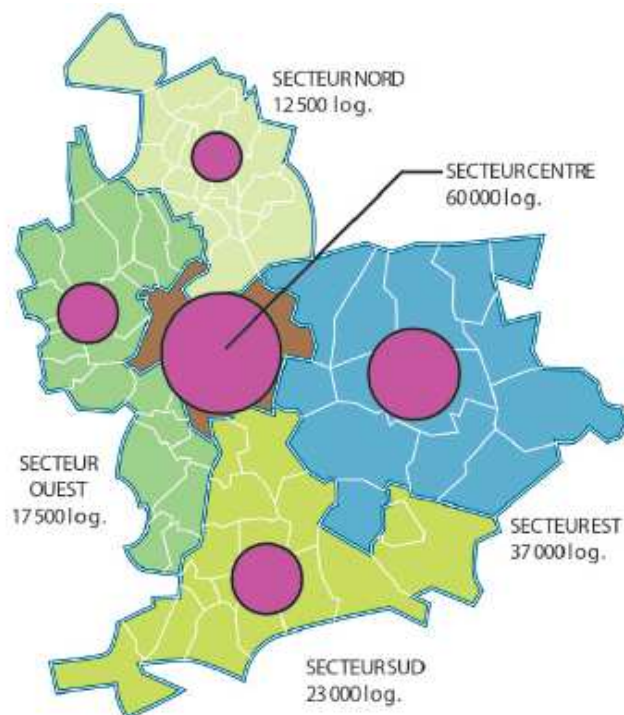 SECTEUR NORD
12 500 log.
SECTEUR CENTRE
60 000 log.
SECTEUR
OUEST
17 500 log.
SECTEUR EST
37 000 log.
SECTEUR SUD
23 000 log.